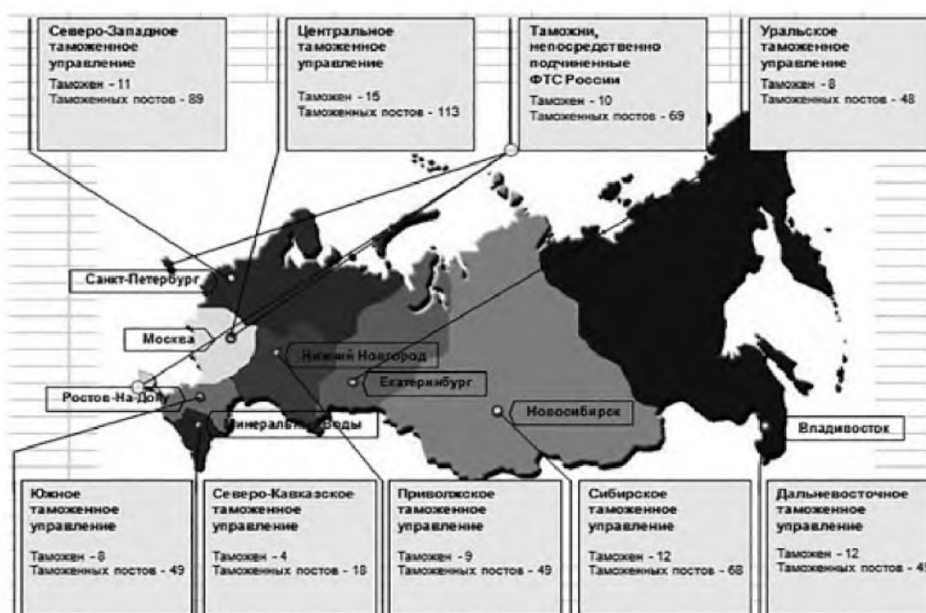 Северо-Западное
таможенное
управление
Таможен - 11
Таможенных постов - 89
Центральное
таможенное
управление
Таможен - 15
Таможенных постов - 113
Таможни,
непосредственно
подчиненные
ФТС России
Таможен - 10
Таможенных постов - 69
Уральское
таможенное
управление
Таможен - 8
Таможенных постов - 48
Санкт-Петербург
Москва
Нижний Новгород
Екатеринбург
Ростов-На-Дону
Новосибирск
Минеральные Воды
Владивосток
Южное
таможенное
управление
Таможен - 8
Таможенных постов - 49
Северо-Кавказское
таможенное
управление
Таможен - 4
Таможенных постов - 18
Приволжское
таможенное
управление
Таможен - 9
Таможенных постов - 49
Сибирское
таможенное
управление
Таможен - 12
Таможенных постов - 68
Дальневосточное
таможенное
управление
Таможен - 12
Таможенных постов -